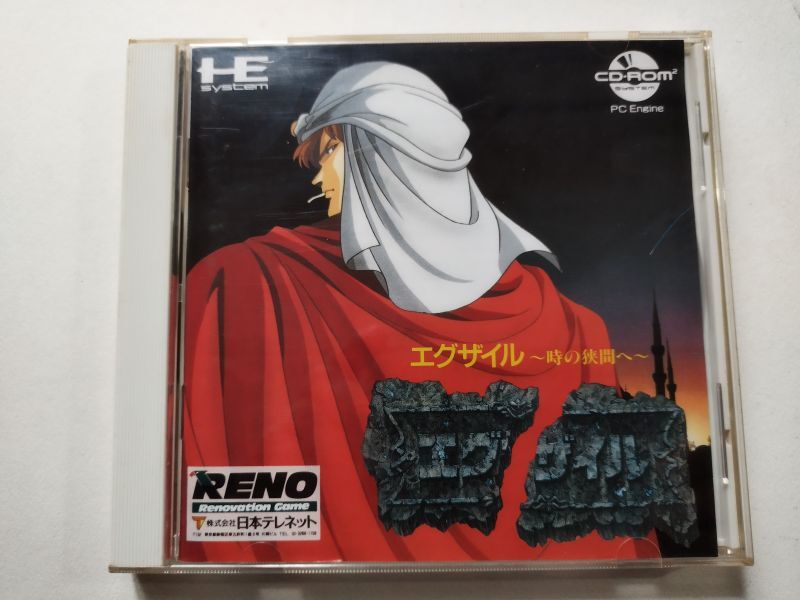 HE
system
CD-ROM²
SYSTEM
PC Engine
エグザイル ～時の狭間へ～
エグザイル
RENO
Renovation Game
株式会社 日本テレネット